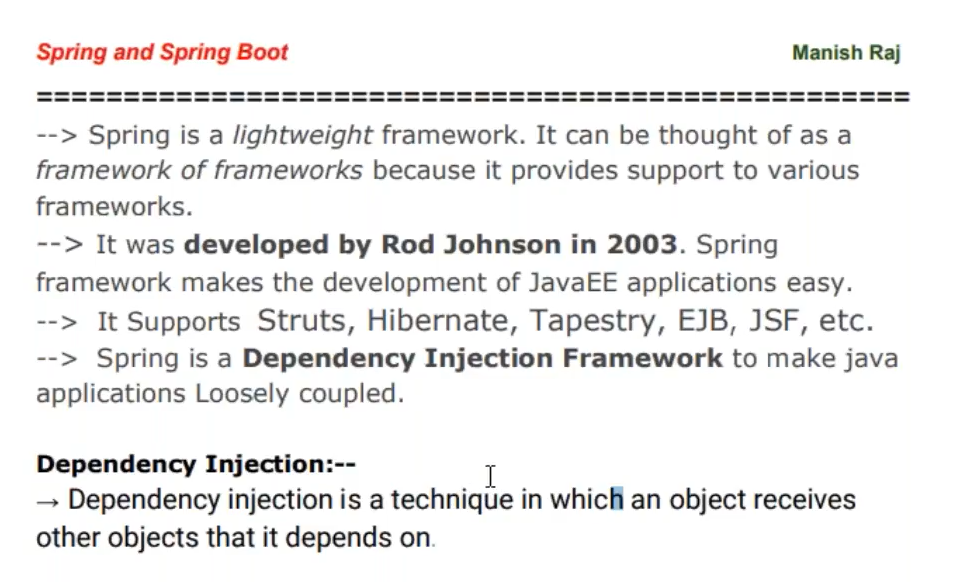 Spring and Spring Boot Manish Raj
==================================================
--> Spring is a lightweight framework. It can be thought of as a
framework of frameworks because it provides support to various
frameworks.
--> It was developed by Rod Johnson in 2003. Spring
framework makes the development of JavaEE applications easy.
--> It Supports Struts, Hibernate, Tapestry, EJB, JSF, etc.
--> Spring is a Dependency Injection Framework to make java
applications Loosely coupled.
Dependency Injection:--
→ Dependency injection is a technique in which an object receives
other objects that it depends on.